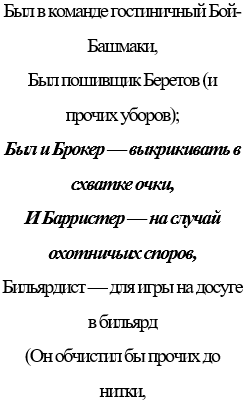 Был в команде гостиничный Бой-
Башмаки,
Был пошивщик Беретов (и
прочих уборов);
Был и Брокер — выкрикивать в
схватке очки,
И Барристер — на случай
охотничьих споров,
Бильярдист — для игры на досуге
в бильярд
(Он обчистил бы прочих до
нитки,